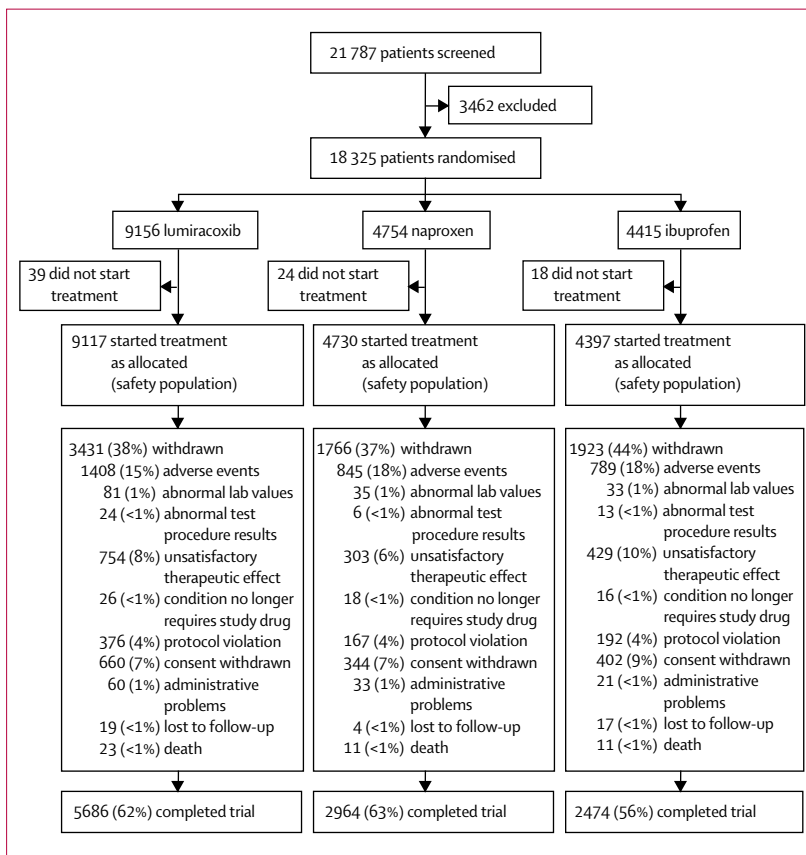 21 787 patients screened
3462 excluded
18 325 patients randomised
9156 lumiracoxib
4754 naproxen
4415 ibuprofen
39 did not start
treatment
24 did not start
treatment
18 did not start
treatment
9117 started treatment
as allocated
(safety population)
4730 started treatment
as allocated
(safety population)
4397 started treatment
as allocated
(safety population)
3431 (38%) withdrawn
1408 (15%) adverse events
81 (1%) abnormal lab values
24 (<1%) abnormal test
procedure results
754 (8%) unsatisfactory
therapeutic effect
26 (<1%) condition no longer
requires study drug
376 (4%) protocol violation
660 (7%) consent withdrawn
60 (1%) administrative
problems
19 (<1%) lost to follow-up
23 (<1%) death
1766 (37%) withdrawn
845 (18%) adverse events
35 (1%) abnormal lab values
6 (<1%) abnormal test
procedure results
303 (6%) unsatisfactory
therapeutic effect
18 (<1%) condition no longer
requires study drug
167 (4%) protocol violation
344 (7%) consent withdrawn
33 (1%) administrative
problems
4 (<1%) lost to follow-up
11 (<1%) death
1923 (44%) withdrawn
789 (18%) adverse events
33 (1%) abnormal lab values
13 (<1%) abnormal test
procedure results
429 (10%) unsatisfactory
therapeutic effect
16 (<1%) condition no longer
requires study drug
192 (4%) protocol violation
402 (9%) consent withdrawn
21 (<1%) administrative
problems
17 (<1%) lost to follow-up
11 (<1%) death
5686 (62%) completed trial
2964 (63%) completed trial
2474 (56%) completed trial